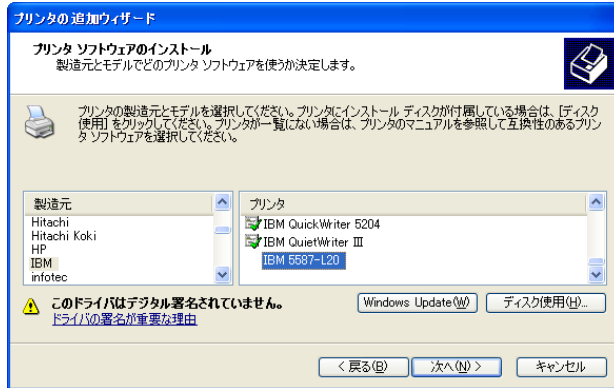 プリンタの追加ウィザード
プリンタ ソフトウェアのインストール
製造元とモデルでどのプリンタ ソフトウェアを使うか決定します。
プリンタの製造元とモデルを選択してください。プリンタにインストール ディスクが付属している場合は、[ディスク
使用] をクリックしてください。プリンタが一覧にない場合は、プリンタのマニュアルを参照して互換性のあるプリン
タ ソフトウェアを選択してください。
製造元
Hitachi
Hitachi Koki
HP
IBM
infotec
プリンタ
IBM QuickWriter 5204
IBM QuietWriter III
IBM 5587-L20
このドライバはデジタル署名されていません。
ドライバの署名が重要な理由
Windows Update(W)
ディスク使用(H)...
< 戻る(B)
次へ(N) >
キャンセル